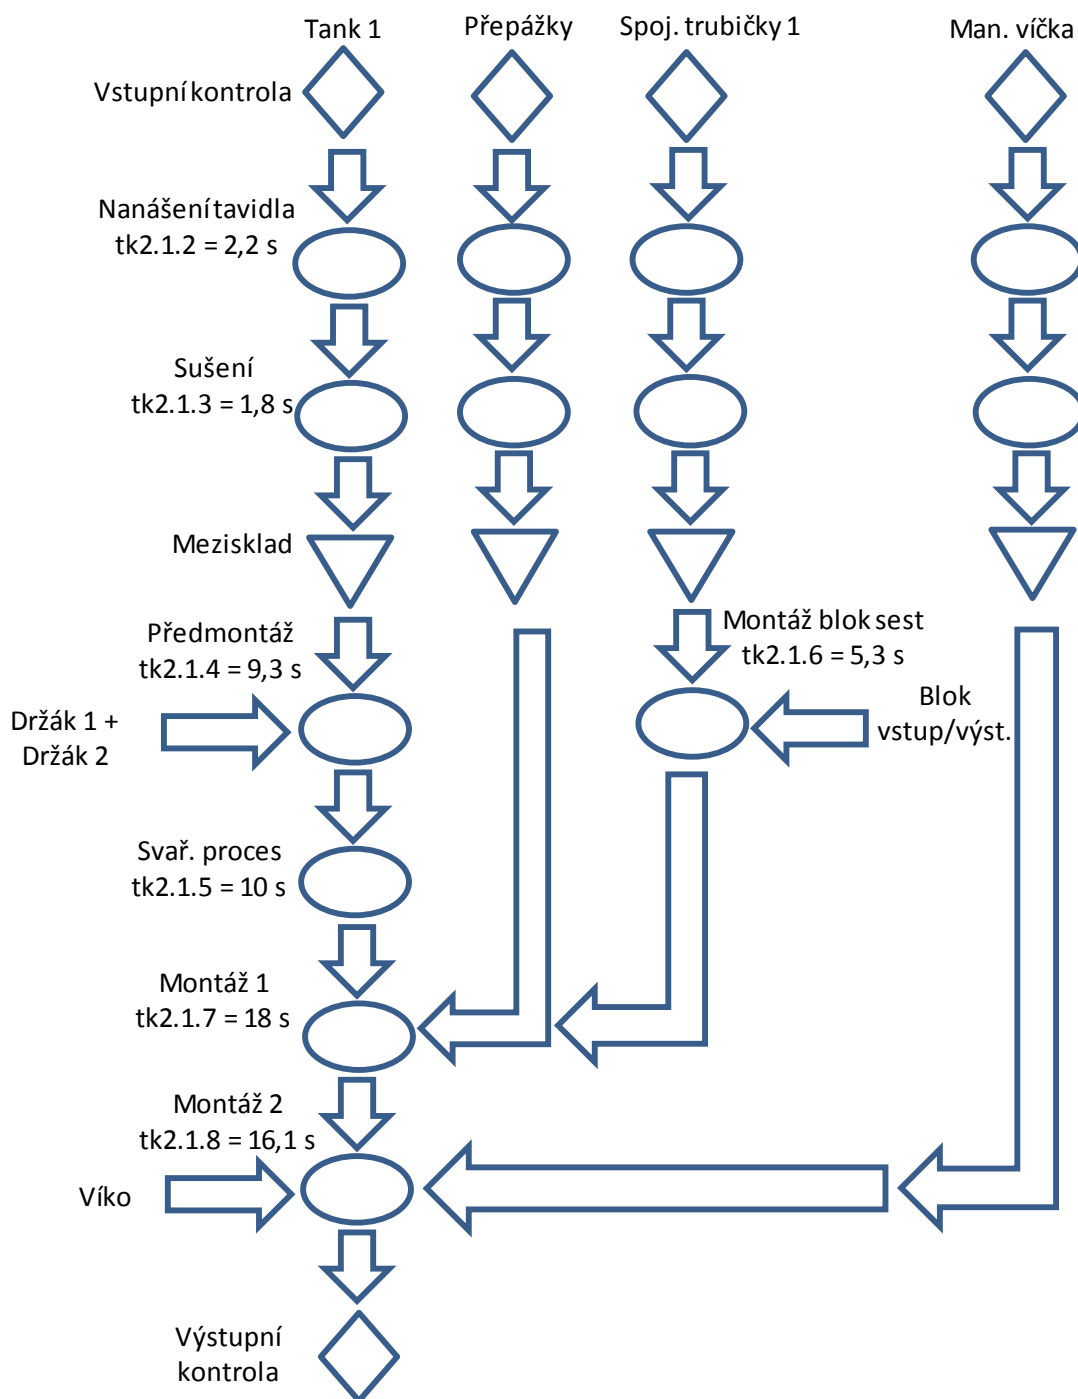 Tank 1
Přepážky
Spoj. trubičky 1
Man. víčka
Vstupní kontrola
Nanášení tavidla
tk2.1.2 = 2,2 s
Sušení
tk2.1.3 = 1,8 s
Mezisklad
Předmontáž
tk2.1.4 = 9,3 s
Montáž blok sest
tk2.1.6 = 5,3 s
Držák 1 +
Držák 2
Blok
vstup/výst.
Svař. proces
tk2.1.5 = 10 s
Montáž 1
tk2.1.7 = 18 s
Montáž 2
tk2.1.8 = 16,1 s
Víko
Výstupní
kontrola